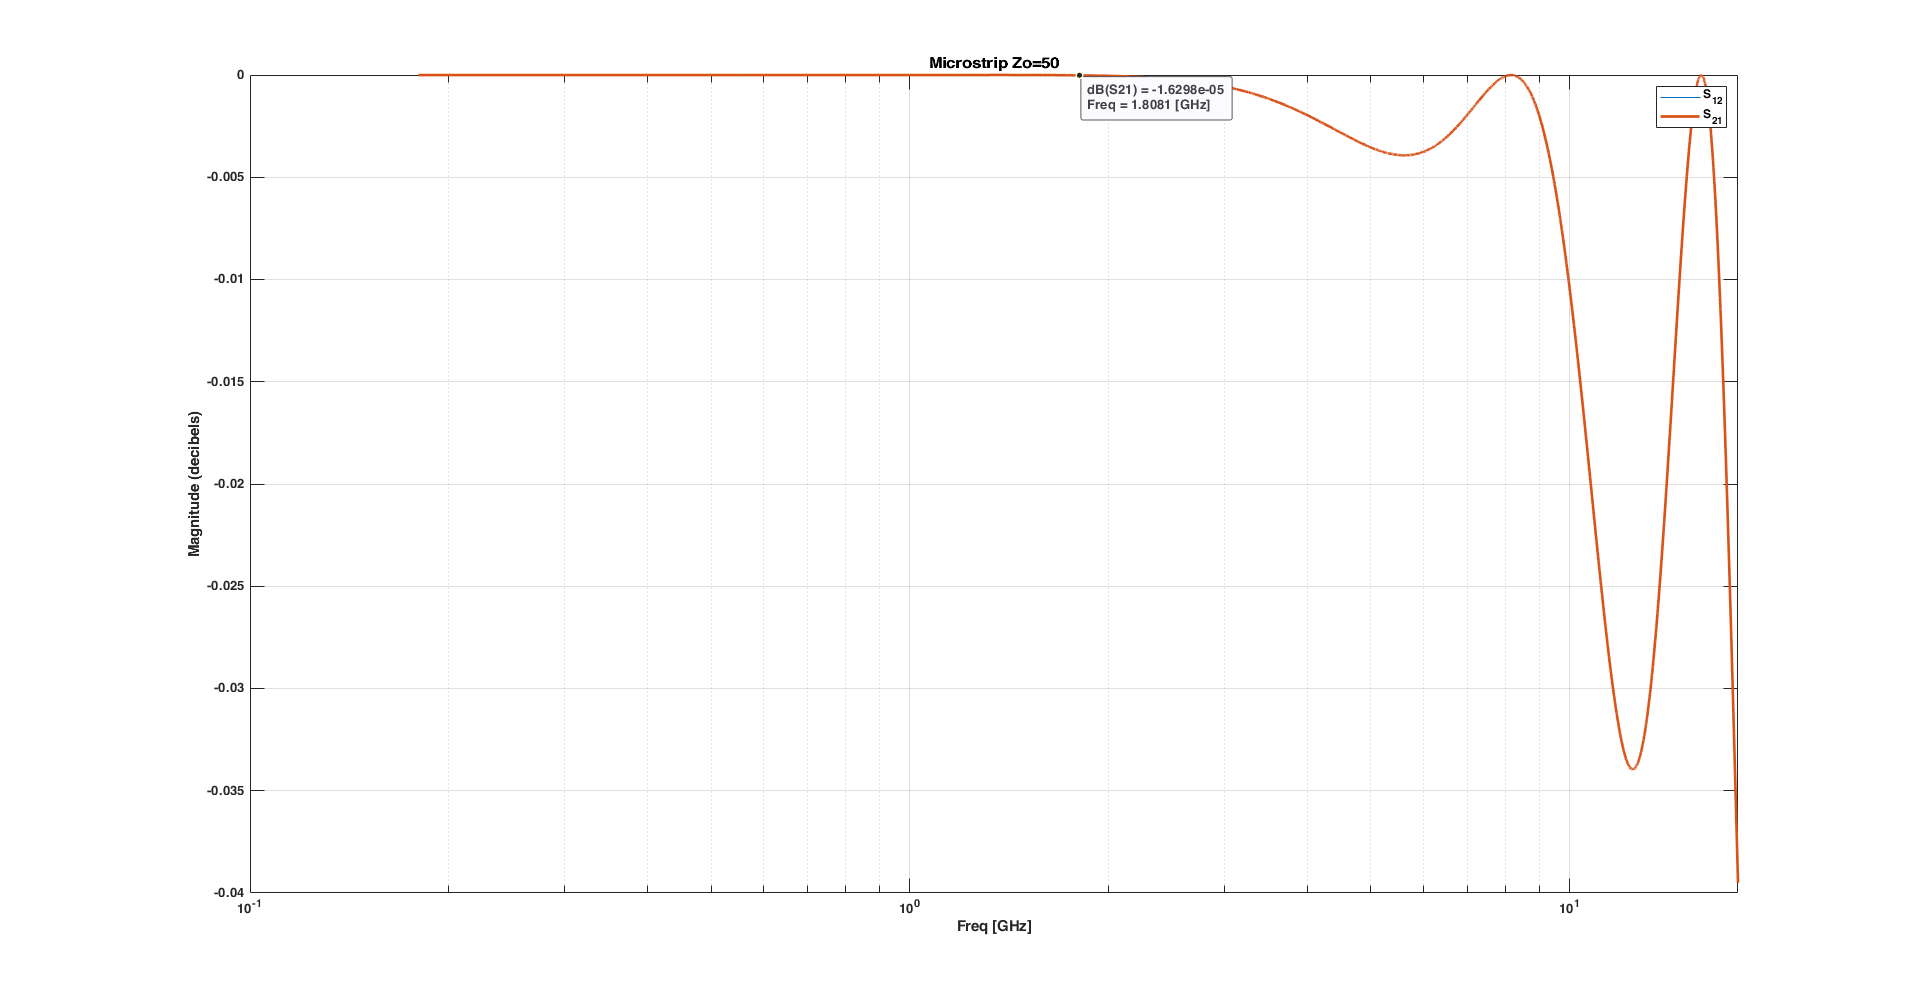 Microstrip Zo=50
0
-0.005
-0.01
-0.015
-0.02
-0.025
-0.03
-0.035
-0.04
Magnitude (decibels)
dB(S21) = -1.6298e-05
Freq = 1.8081 [GHz]
S12
S21
10-1
100
101
Freq [GHz]